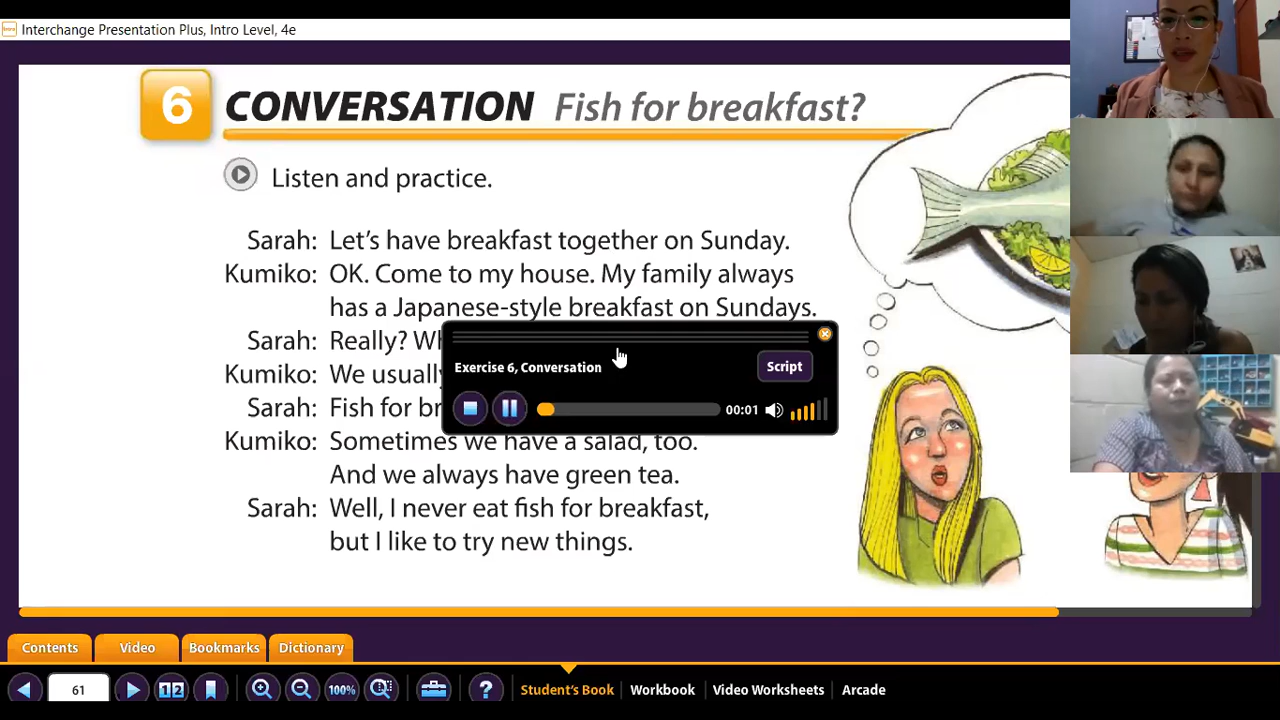 Interchange Presentation Plus, Intro Level, 4e
6 CONVERSATION Fish for breakfast?
Listen and practice.
Sarah: Let's have breakfast together on Sunday.
Kumiko: OK. Come to my house. My family always
has a Japanese-style breakfast on Sundays.
Sarah: Really?
Kumiko: We usually
Sarah: Fish for
Kumiko: Sometimes we have a salad, too.
And we always have green tea.
Sarah: Well, I never eat fish for breakfast,
but I like to try new things.
Exercise 6, Conversation
Script
00:01
Contents Video Bookmarks Dictionary
61 12 100% ? Student's Book Workbook Video Worksheets Arcade